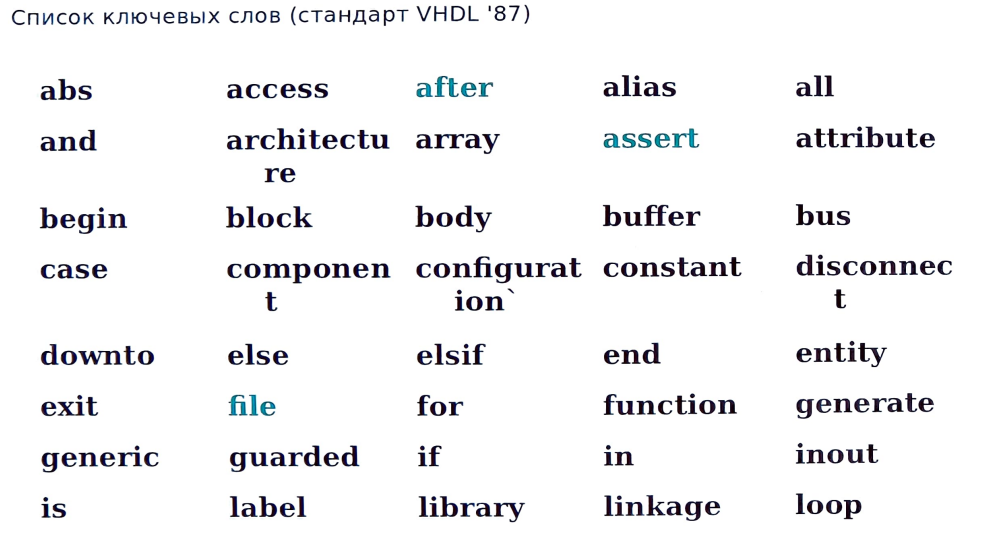 Список ключевых слов (стандарт VHDL '87)
abs access after alias all
and architectu array assert attribute
re
begin block body buffer bus
case componen configurat constant disconnec
t ion` t
downto else elsif end entity
exit file for function generate
generic guarded if in inout
is label library linkage loop